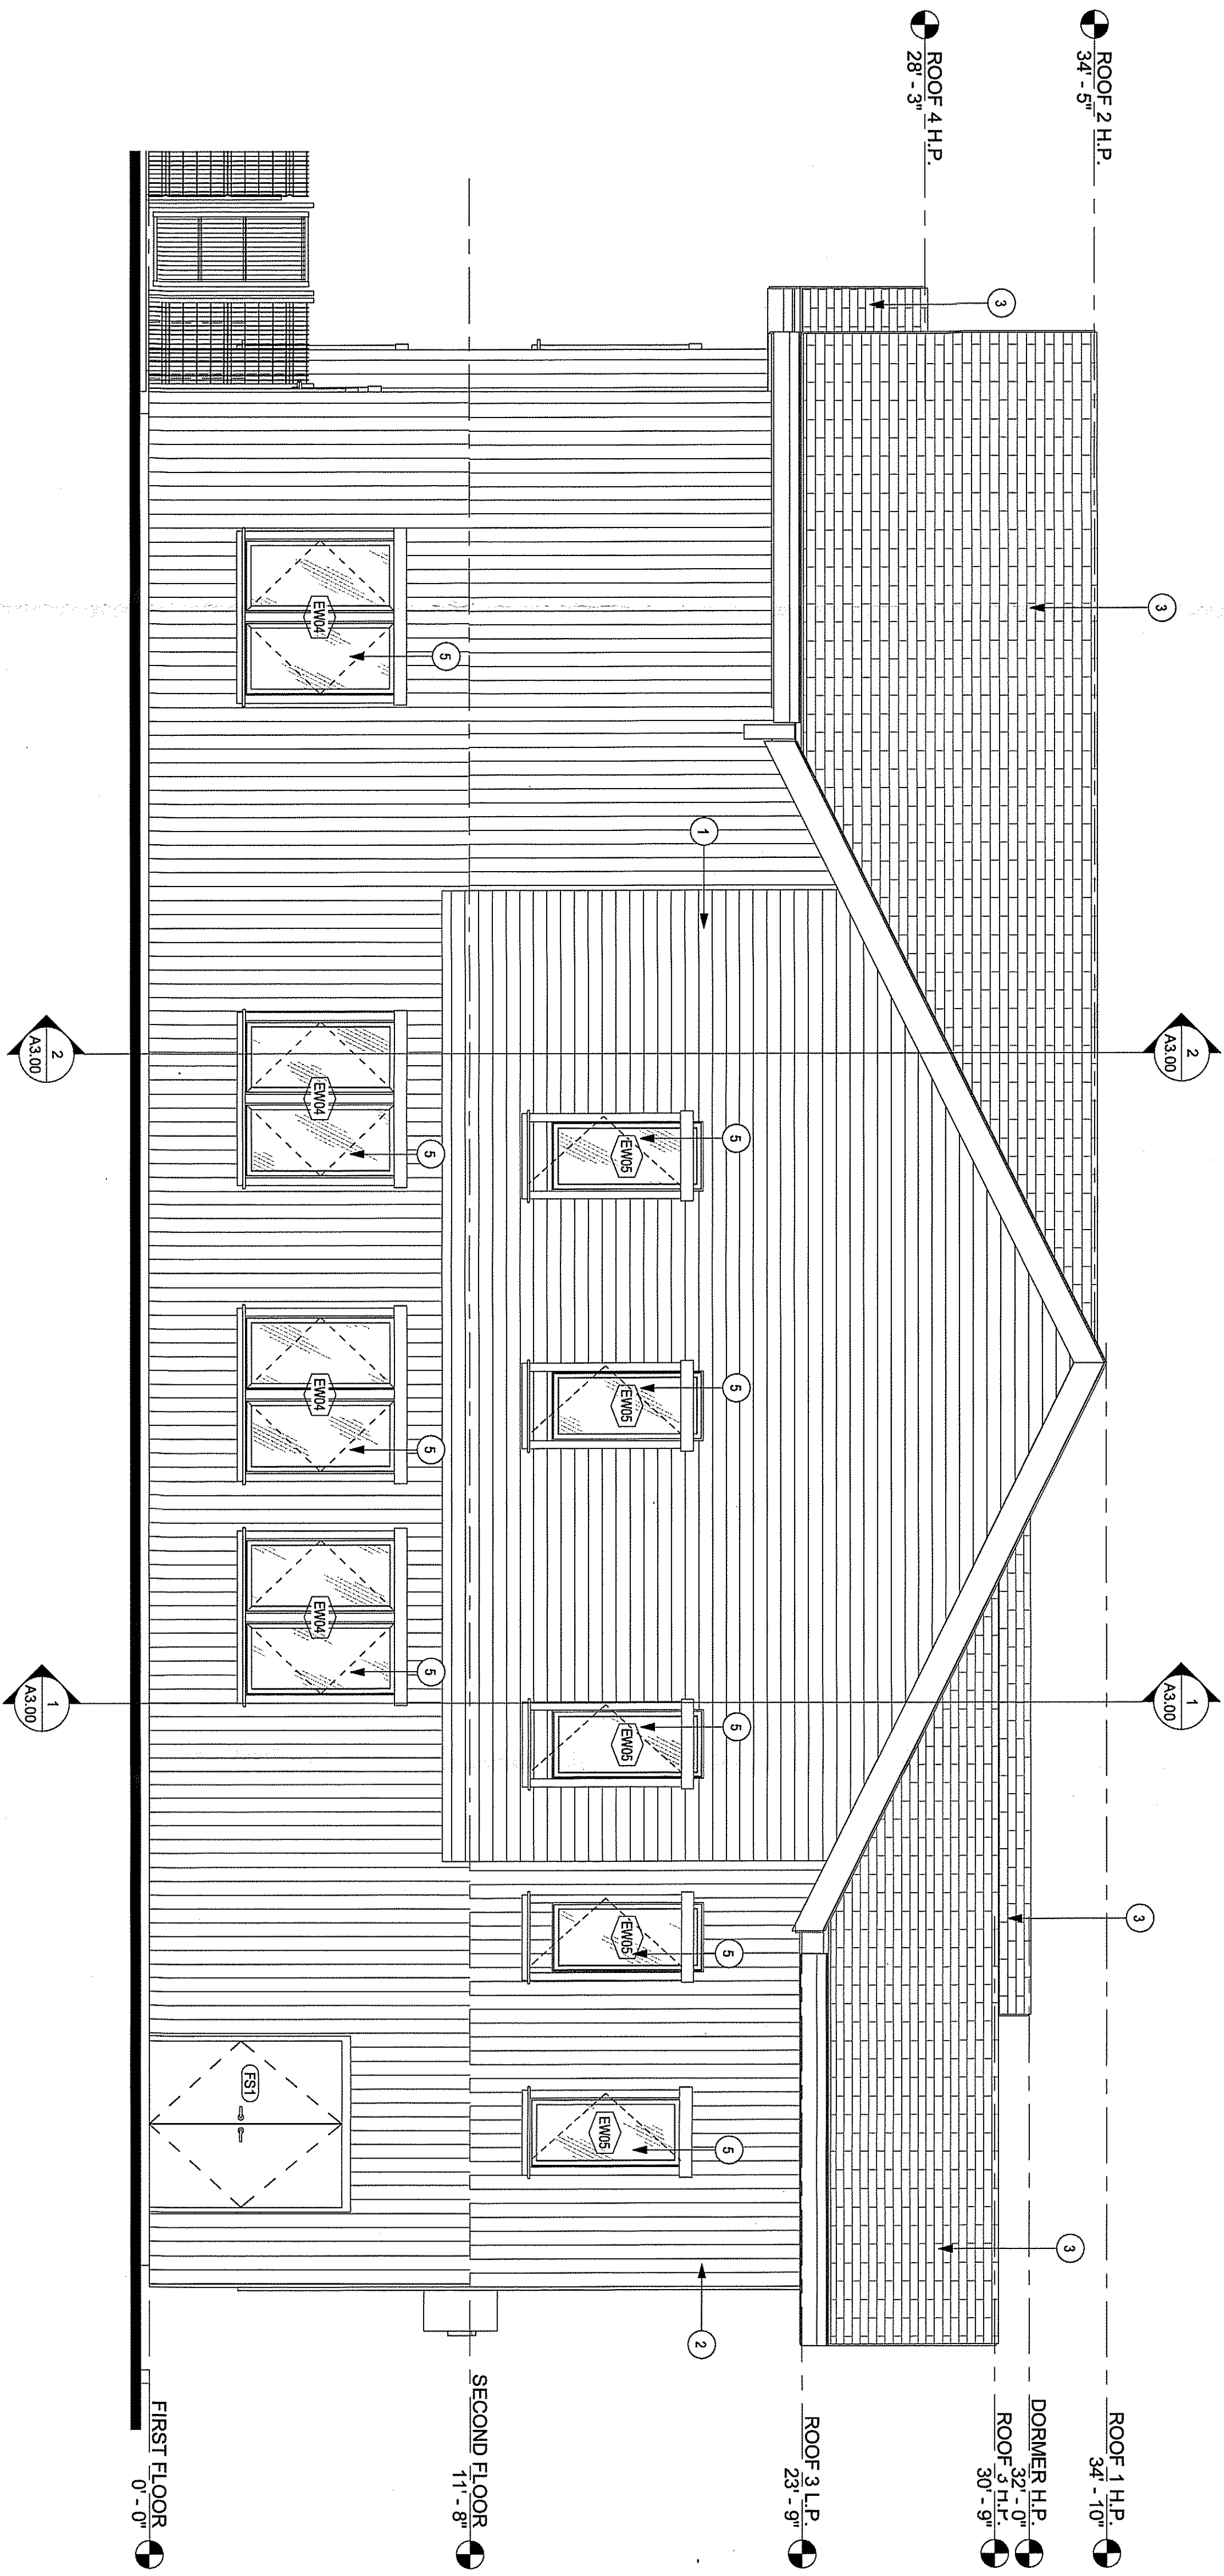 ROOF 2 H.P.
34' - 5"
ROOF 4 H.P.
28' - 3"
3
3
EW04
5
1
2
A3.00
2
A3.00
EW04
5
EW05
5
EW04
5
EW05
5
EW04
5
1
A3.00
1
A3.00
EW05
5
EW05
5
3
FS1
EW05
5
3
2
ROOF 1 H.P.
34' - 10"
DORMER H.P.
32' - 0"
ROOF 3 H.P.
30' - 9"
ROOF 3 L.P.
23' - 9"
SECOND FLOOR
11' - 8"
FIRST FLOOR
0' - 0"